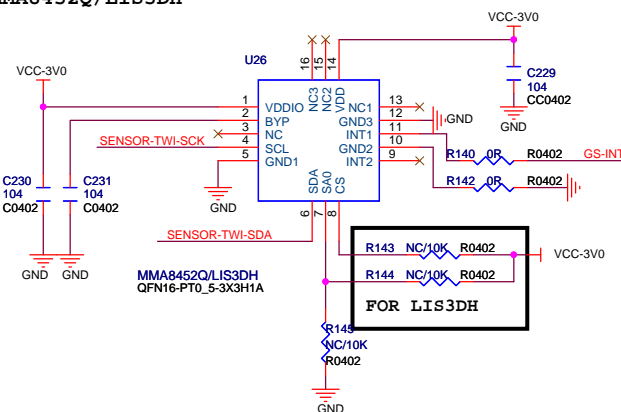 MMA8452Q/LIS3DH
VCC-3V0
U26
VCC-3V0
C229
104
CC0402
GND
16
15
14
NC3
NC2
VDD
1 VDDIO
2 BYP
3 NC
4 SCL
5 GND1
NC1 13
GND3 12
INT1 11
GND2 10
INT2 9
GND
SENSOR-TWI-SCK
R140 0R R0402 GS-INT
R142 0R R0402
C230
104
C0402
C231
104
C0402
GND
SDA
SA0
CS
6
7
8
SENSOR-TWI-SDA
GND GND
MMA8452Q/LIS3DH
QFN16-PT0_5-3X3H1A
R143 NC/10K R0402
VCC-3V0
R144 NC/10K R0402
FOR LIS3DH
R145
NC/10K
R0402
GND